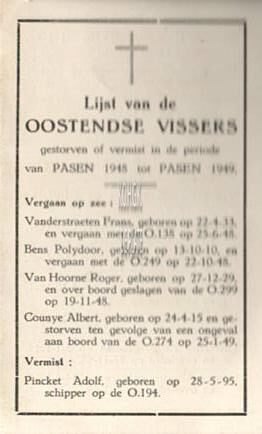 Lijst van de
OOSTENDSE VISSERS
gestorven of vermist in de periode
van PASEN 1948 tot PASEN 1949.
Vergaan op zee :
Vanderstraeten Frans, geboren op 22-4-33
en vergaan met de O.138 op 25-6-48.
Bens Polydoor, geboren op 13-10-10, en
vergaan met de O.249 op 22-10-48.
Van Hoorne Roger, geboren op 27-12-29,
en over boord geslagen van de O.299
op 19-11-48.
Counye Albert, geboren op 24-4-15 en ge-
storven ten gevolge van een ongeval
aan boord van de O.274 op 25-1-49.
Vermist :
Pincket Adolf, geboren op 28-5-95,
schipper op de O.194.